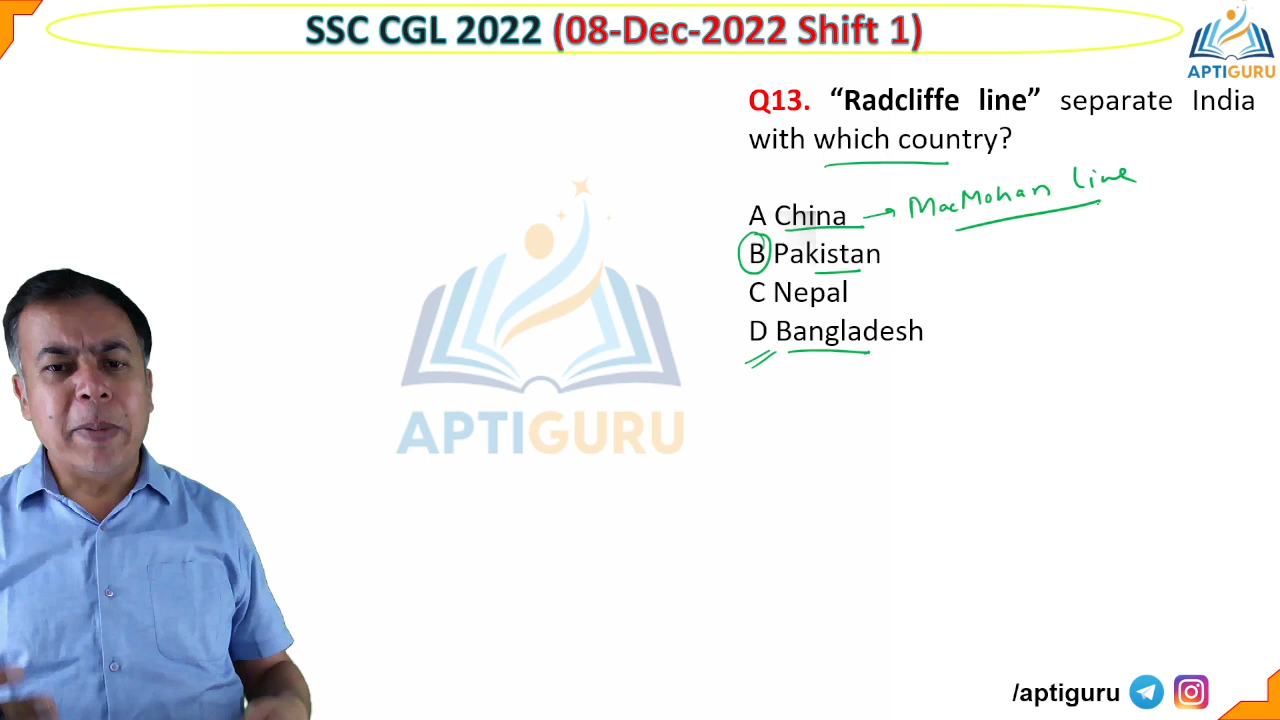 SSC CGL 2022 (08-Dec-2022 Shift 1)
APTIGURU
Q13. “Radcliffe line” separate India
with which country?
A China → MacMohan line
B Pakistan
C Nepal
D Bangladesh
APTIGURU
/aptiguru